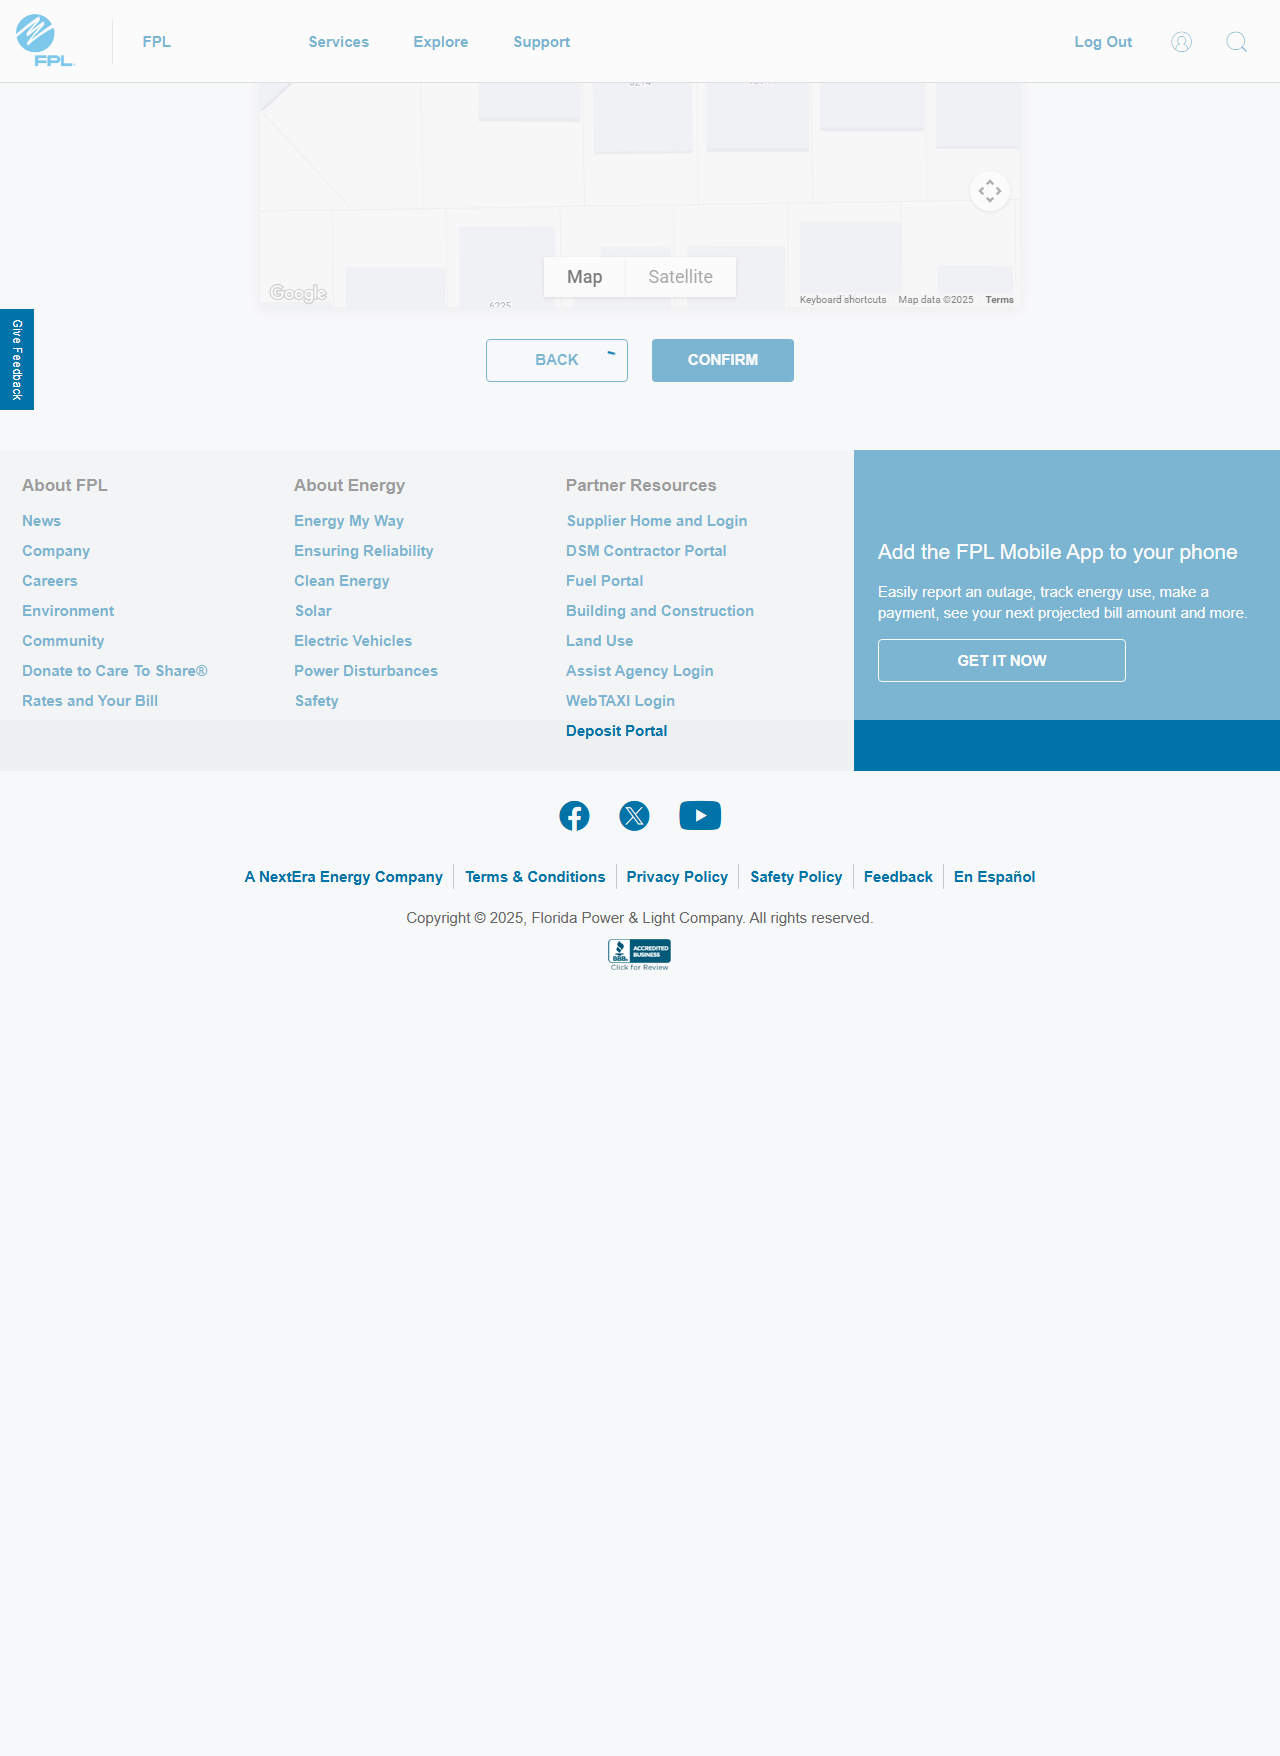 FPL
FPL
Services
Explore
Support
Log Out
Map
Satellite
Google
6225
Keyboard shortcuts
Map data ©2025
Terms
Give Feedback
BACK
CONFIRM
About FPL
News
Company
Careers
Environment
Community
Donate to Care To Share®
Rates and Your Bill
About Energy
Energy My Way
Ensuring Reliability
Clean Energy
Solar
Electric Vehicles
Power Disturbances
Safety
Partner Resources
Supplier Home and Login
DSM Contractor Portal
Fuel Portal
Building and Construction
Land Use
Assist Agency Login
WebTAXI Login
Deposit Portal
Add the FPL Mobile App to your phone
Easily report an outage, track energy use, make a
payment, see your next projected bill amount and more.
GET IT NOW
A NextEra Energy Company
Terms & Conditions
Privacy Policy
Safety Policy
Feedback
En Español
Copyright © 2025, Florida Power & Light Company. All rights reserved.
BBB.
ACCREDITED
BUSINESS
Click for Review